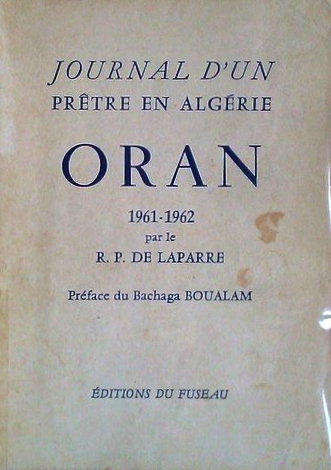 JOURNAL D'UN
PRÊTRE EN ALGÉRIE
ORAN
1961-1962
par le
R. P. DE LAPARRE
Préface du Bachaga BOUALAM
ÉDITIONS DU FUSEAU